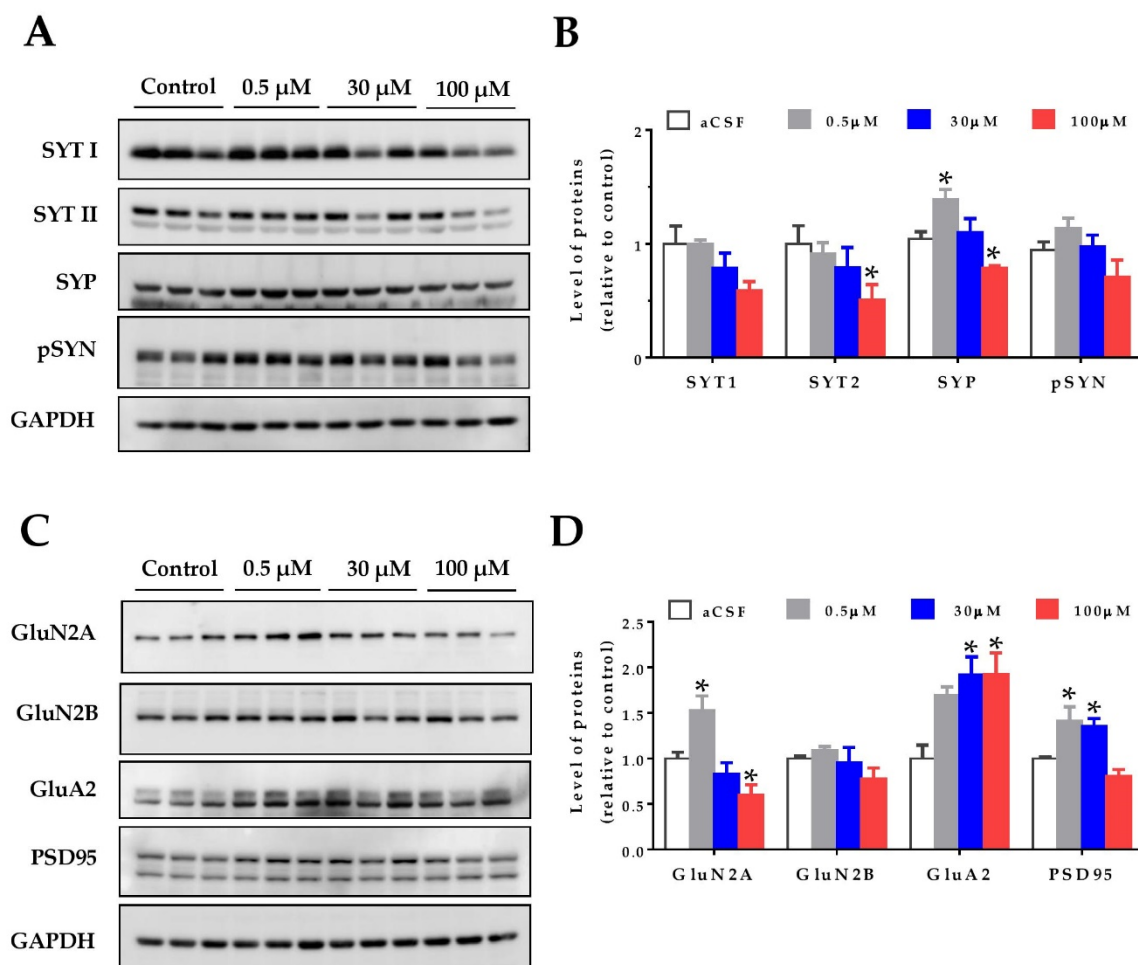 A
Control 0.5 μM 30 μM 100 μM
SYT I
SYT II
SYP
pSYN
GAPDH
B
aCSF 0.5μM 30μM 100μM
Level of proteins
(relative to control)
2
1
0
* * *
SYT1 SYT2 SYP pSYN
C
Control 0.5 μM 30 μM 100 μM
GluN2A
GluN2B
GluA2
PSD95
GAPDH
D
aCSF 0.5μM 30μM 100μM
Level of proteins
(relative to control)
2.5
2.0
1.5
1.0
0.5
0.0
* * * * * *
GluN2A GluN2B GluA2 PSD95